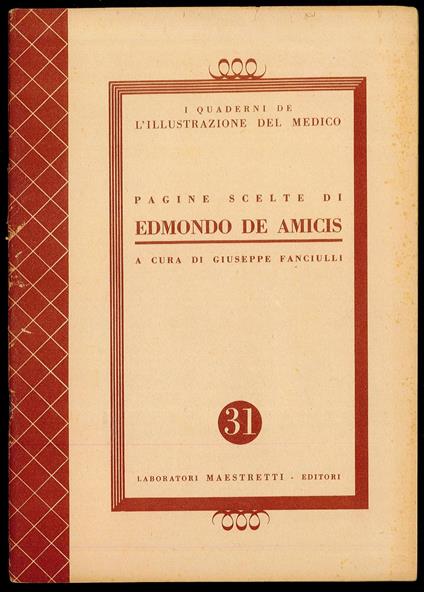 I QUADERNI DE
L'ILLUSTRAZIONE DEL MEDICO
PAGINE SCELTE DI
EDMONDO DE AMICIS
A CURA DI GIUSEPPE FANCIULLI
31
LABORATORI MAESTRETTI - EDITORI